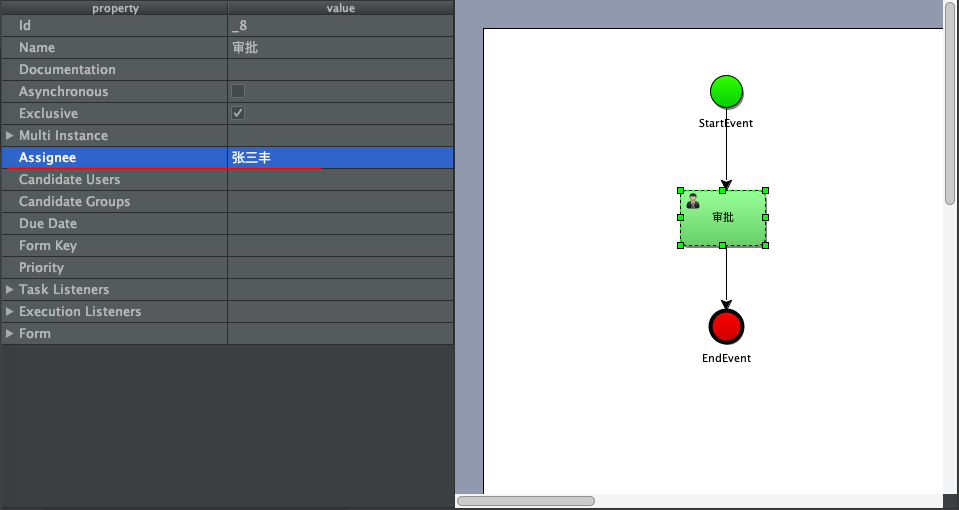 property value
Id _8
Name 审批
Documentation
Asynchronous
Exclusive
Multi Instance
Assignee 张三丰
Candidate Users
Candidate Groups
Due Date
Form Key
Priority
Task Listeners
Execution Listeners
Form
StartEvent
审批
EndEvent